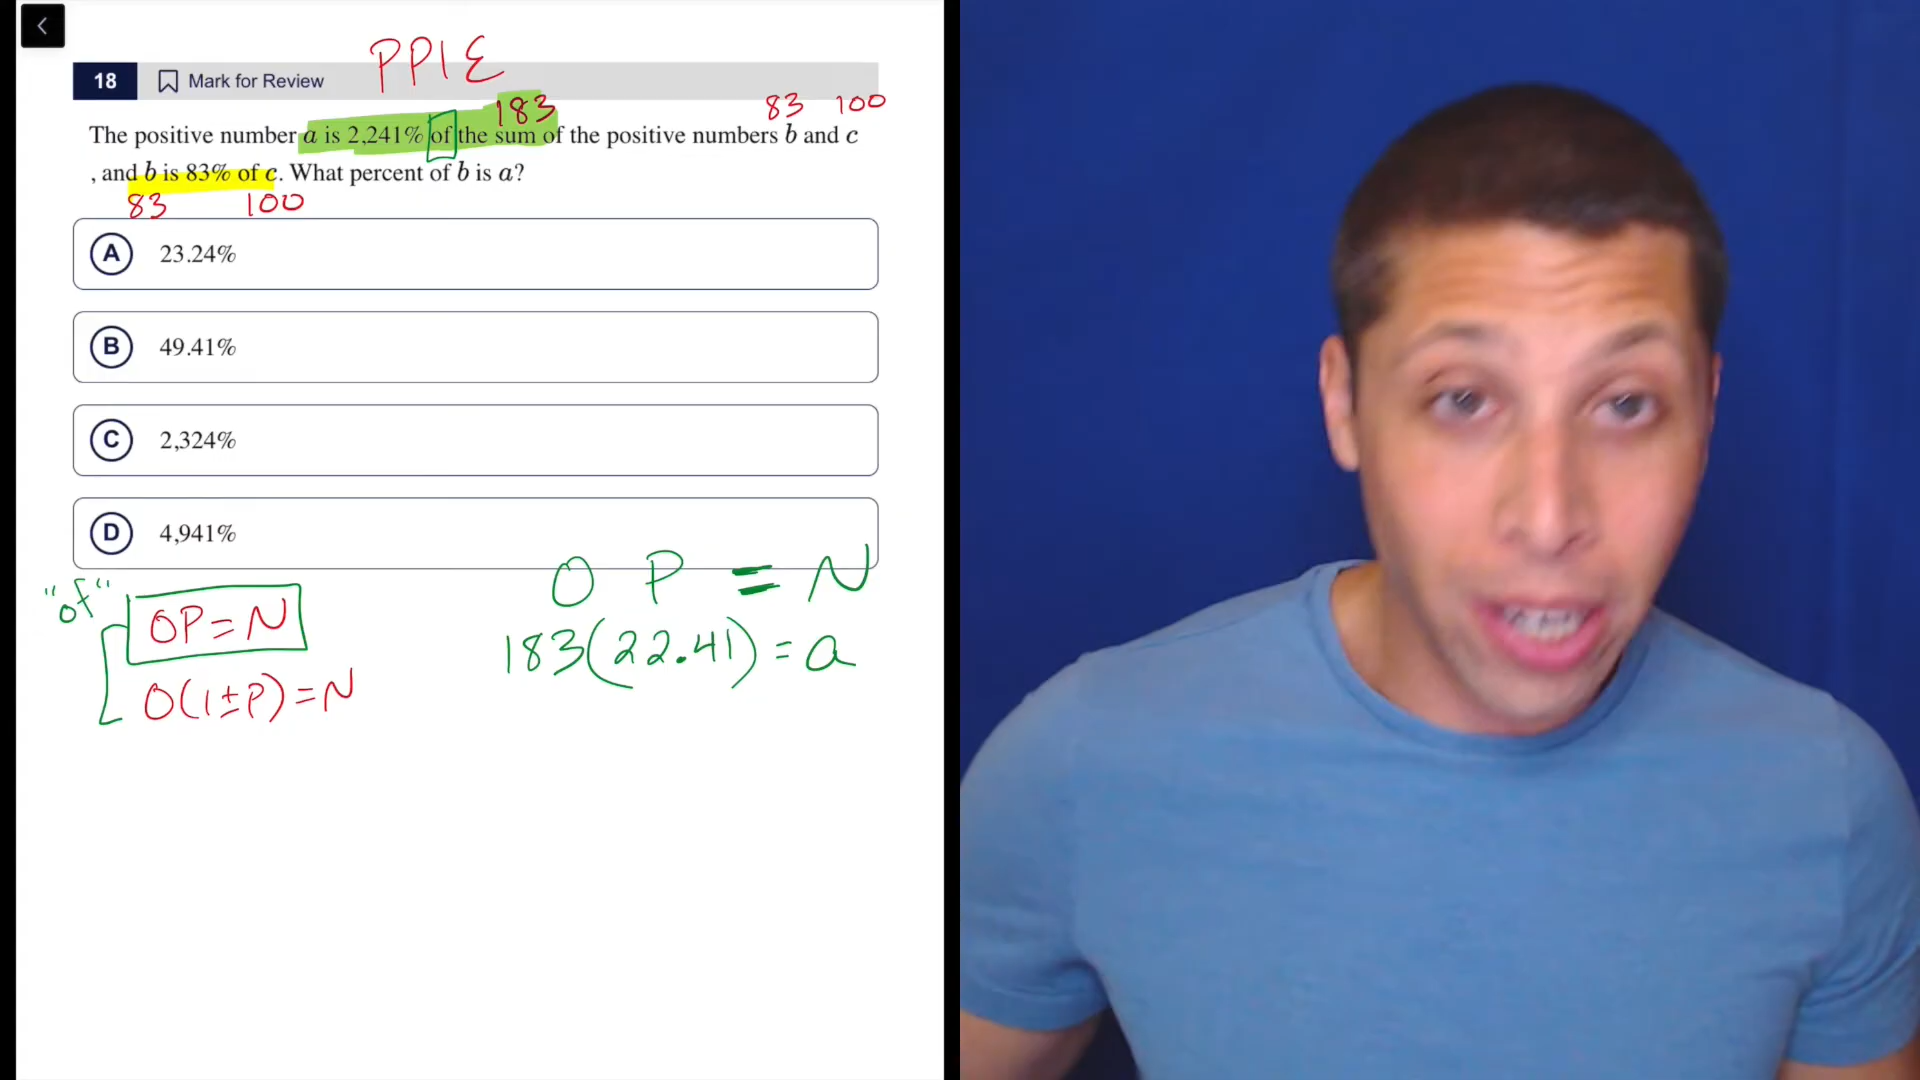 PPIE
18 Mark for Review
183 83 100
The positive number a is 2,241% of the sum of the positive numbers b and c
, and b is 83% of c. What percent of b is a?
83 100
A 23.24%
B 49.41%
C 2,324%
D 4,941%
"of"
OP=N
O(1±P)=N
O P = N
183(22.41)=a